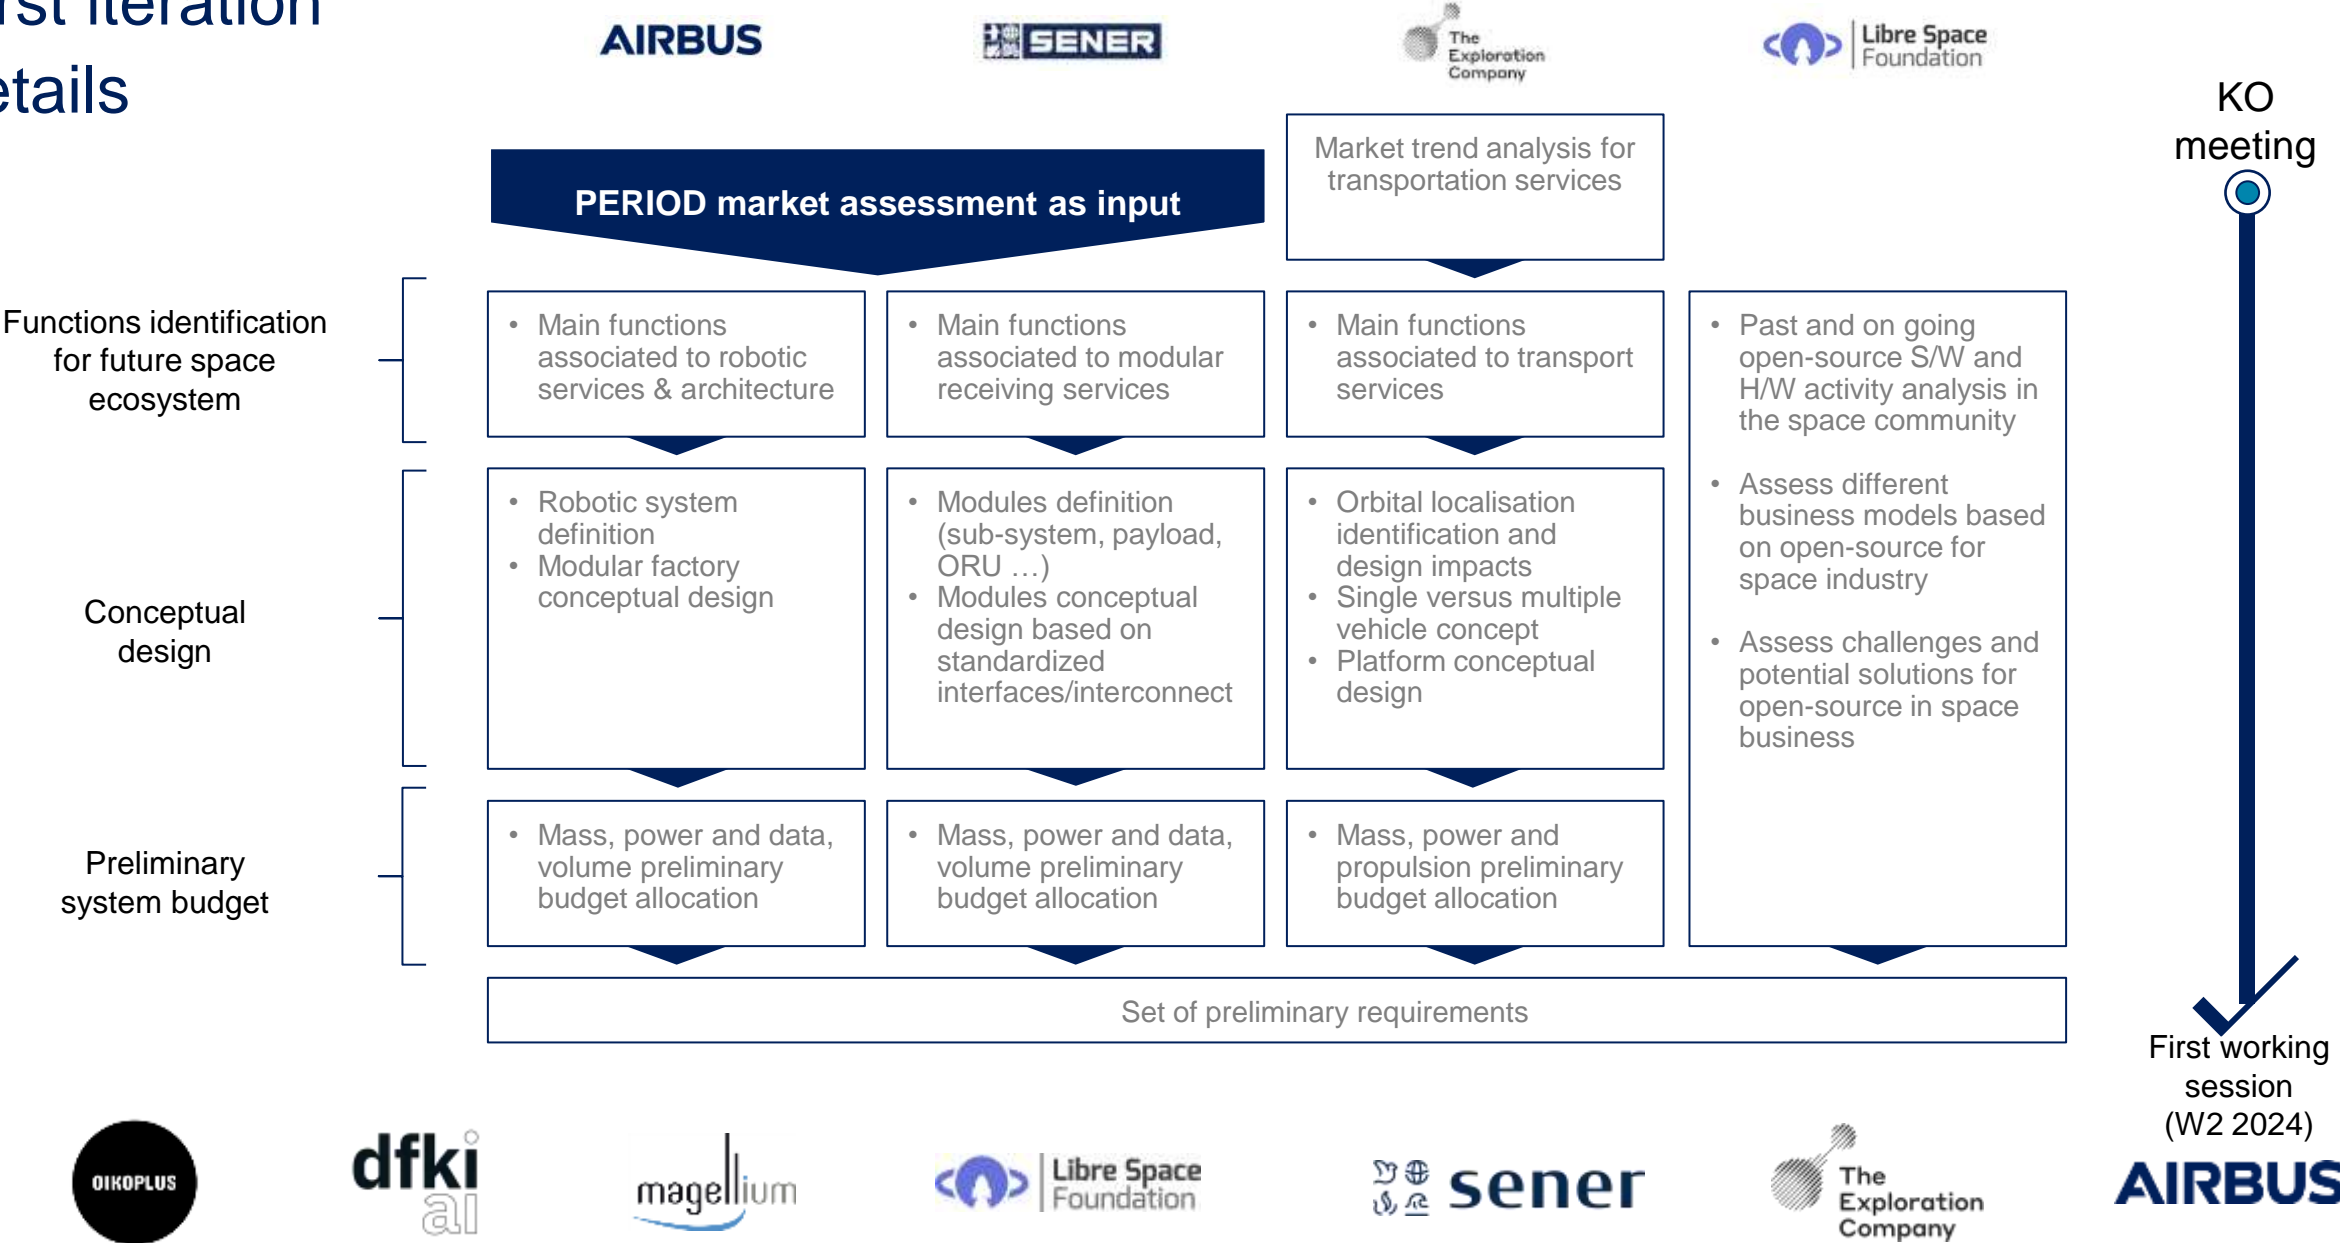 rst iteration
etails
AIRBUS
SENER
The
Exploration
Company
Libre Space
Foundation
KO
meeting
PERIOD market assessment as input
Market trend analysis for
transportation services
Functions identification
for future space
ecosystem
• Main functions
associated to robotic
services & architecture
• Main functions
associated to modular
receiving services
• Main functions
associated to transport
services
• Past and on going
open-source S/W and
H/W activity analysis in
the space community
• Assess different
business models based
on open-source for
space industry
• Assess challenges and
potential solutions for
open-source in space
business
Conceptual
design
• Robotic system
definition
• Modular factory
conceptual design
• Modules definition
(sub-system, payload,
ORU …)
• Modules conceptual
design based on
standardized
interfaces/interconnect
• Orbital localisation
identification and
design impacts
• Single versus multiple
vehicle concept
• Platform conceptual
design
Preliminary
system budget
• Mass, power and data,
volume preliminary
budget allocation
• Mass, power and data,
volume preliminary
budget allocation
• Mass, power and
propulsion preliminary
budget allocation
Set of preliminary requirements
First working
session
(W2 2024)
OIKOPLUS
dfki
ai
magellium
Libre Space
Foundation
sener
The
Exploration
Company
AIRBUS